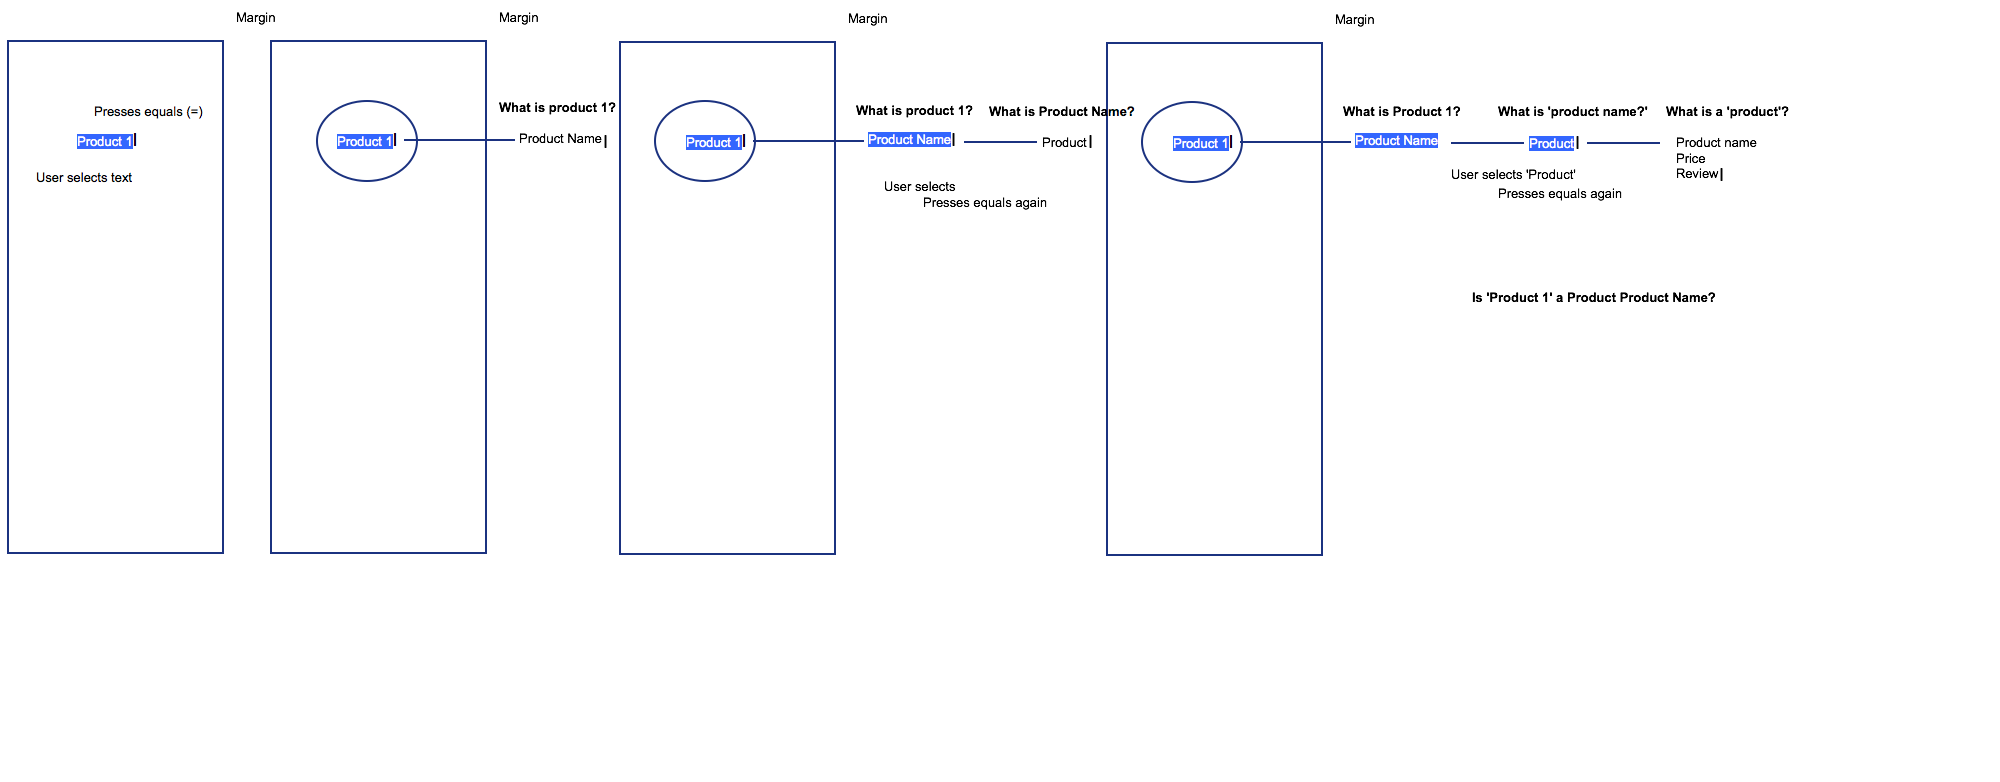 Margin
Margin
Margin
Margin
Presses equals (=)
Product 1
User selects text
Product 1
What is product 1?
Product Name
Product 1
What is product 1?
Product Name
What is Product Name?
Product
User selects
Presses equals again
Product 1
What is Product 1?
Product Name
What is 'product name?'
Product
User selects 'Product'
Presses equals again
What is a 'product'?
Product name
Price
Review
Is 'Product 1' a Product Product Name?